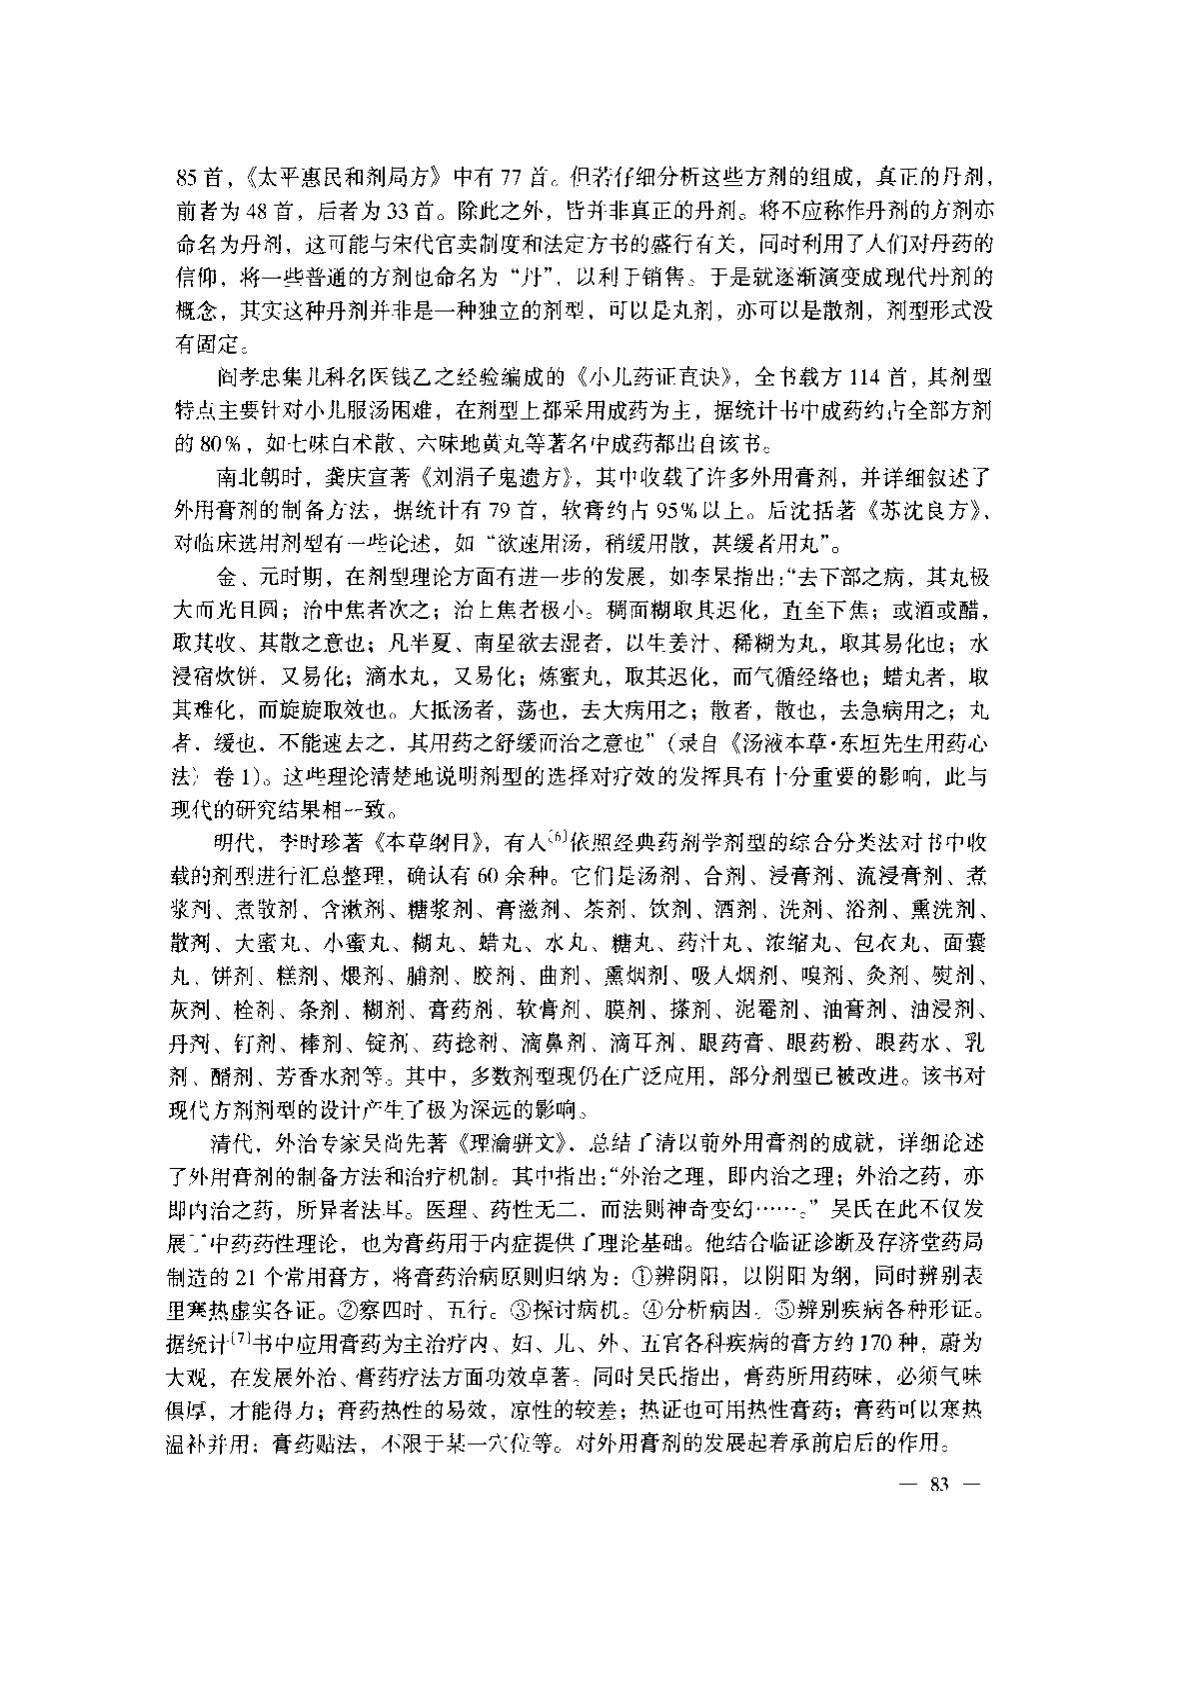 85 首，《太平惠民和剂局方》中有 77 首。但若仔细分析这些方剂的组成，真正的丹剂，
前者为 48 首，后者为 33 首。除此之外，皆并非真正的丹剂。将不应称作丹剂的方剂亦
命名为丹剂，这可能与宋代官卖制度和法定方书的盛行有关，同时利用了人们对丹药的
信仰，将一些普通的方剂也命名为“丹”，以利于销售。于是就逐渐演变成现代丹剂的
概念，其实这种丹剂并非是一种独立的剂型，可以是丸剂，亦可以是散剂，剂型形式没
有固定。
阎孝忠集儿科名医钱乙之经验编成的《小儿药证直诀》，全书载方 114 首，其剂型
特点主要针对小儿服汤困难，在剂型上都采用成药为主，据统计书中成药约占全部方剂
的 80%，如七味白术散、六味地黄丸等著名中成药都出自该书。
南北朝时，龚庆宣著《刘涓子鬼遗方》，其中收载了许多外用膏剂，并详细叙述了
外用膏剂的制备方法，据统计有 79 首，软膏约占 95%以上。后沈括著《苏沈良方》，
对临床选用剂型有一些论述，如“欲速用汤，稍缓用散，甚缓者用丸”。
金、元时期，在剂型理论方面有进一步的发展，如李杲指出：“去下部之病，其丸极
大而光且圆；治中焦者次之；治上焦者极小。稠面糊取其迟化，直至下焦；或酒或醋，
取其收、其散之意也；凡半夏、南星欲去湿者，以生姜汁、稀糊为丸，取其易化也；水
浸宿炊饼，又易化；滴水丸，又易化；炼蜜丸，取其迟化，而气循经络也；蜡丸者，取
其难化，而旋旋取效也。大抵汤者，荡也，去大病用之；散者，散也，去急病用之；丸
者，缓也，不能速去之，其用药之舒缓而治之意也”（录自《汤液本草·东垣先生用药心
法》卷 1）。这些理论清楚地说明剂型的选择对疗效的发挥具有十分重要的影响，此与
现代的研究结果相一致。
明代，李时珍著《本草纲目》，有人〔6〕依照经典药剂学剂型的综合分类法对书中收
载的剂型进行汇总整理，确认有 60 余种。它们是汤剂、合剂、浸膏剂、流浸膏剂、煮
浆剂、煮散剂、含漱剂、糖浆剂、膏滋剂、茶剂、饮剂、酒剂、洗剂、浴剂、熏洗剂、
散剂、大蜜丸、小蜜丸、糊丸、蜡丸、水丸、糖丸、药汁丸、浓缩丸、包衣丸、面囊
丸、饼剂、糕剂、煨剂、脯剂、胶剂、曲剂、熏烟剂、吸入烟剂、嗅剂、灸剂、熨剂、
灰剂、栓剂、条剂、糊剂、膏药剂、软膏剂、膜剂、搽剂、泥罨剂、油膏剂、油浸剂、
丹剂、钉剂、棒剂、锭剂、药捻剂、滴鼻剂、滴耳剂、眼药膏、眼药粉、眼药水、乳
剂、醑剂、芳香水剂等。其中，多数剂型现仍在广泛应用，部分剂型已被改进。该书对
现代方剂剂型的设计产生了极为深远的影响。
清代，外治专家吴尚先著《理瀹骈文》，总结了清以前外用膏剂的成就，详细论述
了外用膏剂的制备方法和治疗机制。其中指出：“外治之理，即内治之理；外治之药，亦
即内治之药，所异者法耳。医理、药性无二，而法则神奇变幻……。”吴氏在此不仅发
展了中药药性理论，也为膏药用于内症提供了理论基础。他结合临证诊断及存济堂药局
制造的 21 个常用膏方，将膏药治病原则归纳为：①辨阴阳，以阴阳为纲，同时辨别表
里寒热虚实各证。②察四时、五行。③探讨病机。④分析病因。⑤辨别疾病各种形证。
据统计〔7〕书中应用膏药为主治疗内、妇、儿、外、五官各科疾病的膏方约 170 种，蔚为
大观，在发展外治、膏药疗法方面功效卓著。同时吴氏指出，膏药所用药味，必须气味
俱厚，才能得力；膏药热性的易效，凉性的较差；热证也可用热性膏药；膏药可以寒热
温补并用；膏药贴法，不限于某一穴位等。对外用膏剂的发展起着承前启后的作用。
— 83 —